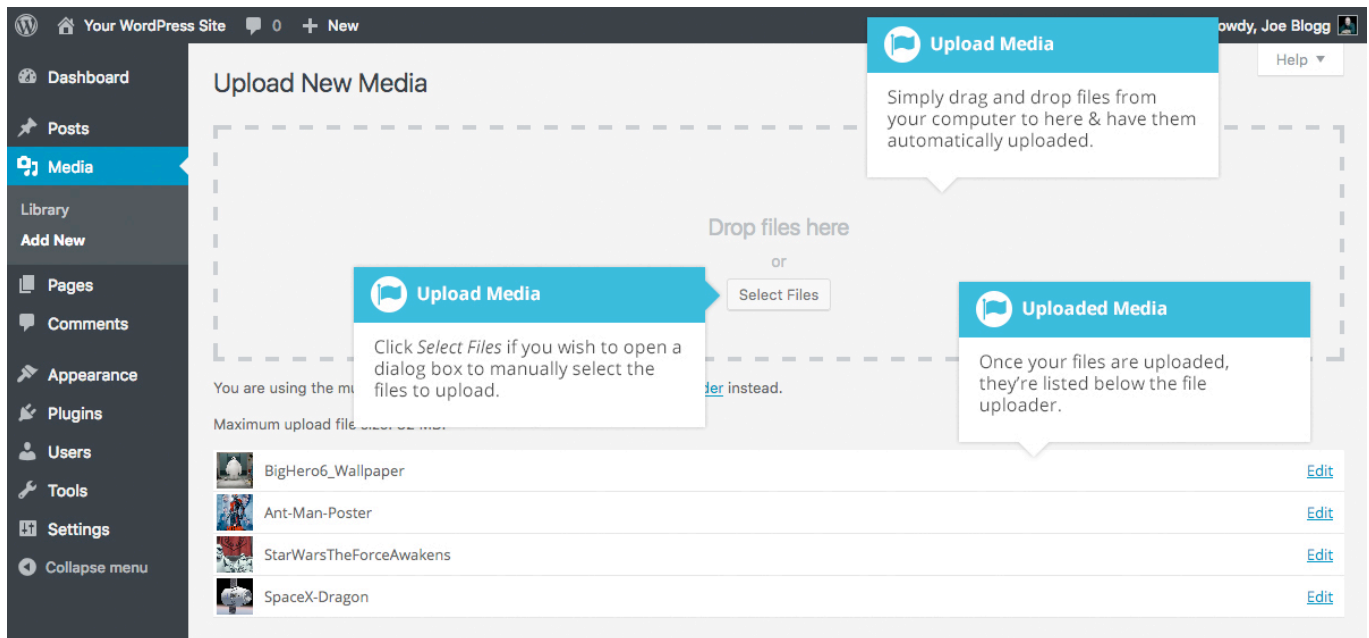 Your WordPress Site 0 + New
owdy, Joe Blogg
Help ▼
Dashboard
Posts
Media
Library
Add New
Pages
Comments
Appearance
Plugins
Users
Tools
Settings
Collapse menu
Upload New Media
Upload Media
Simply drag and drop files from
your computer to here & have them
automatically uploaded.
Drop files here
or
Select Files
Upload Media
Click Select Files if you wish to open a
dialog box to manually select the
files to upload.
Uploaded Media
Once your files are uploaded,
they’re listed below the file
uploader.
You are using the mu der instead.
Maximum upload file size: 32 MB.
BigHero6_Wallpaper Edit
Ant-Man-Poster Edit
StarWarsTheForceAwakens Edit
SpaceX-Dragon Edit